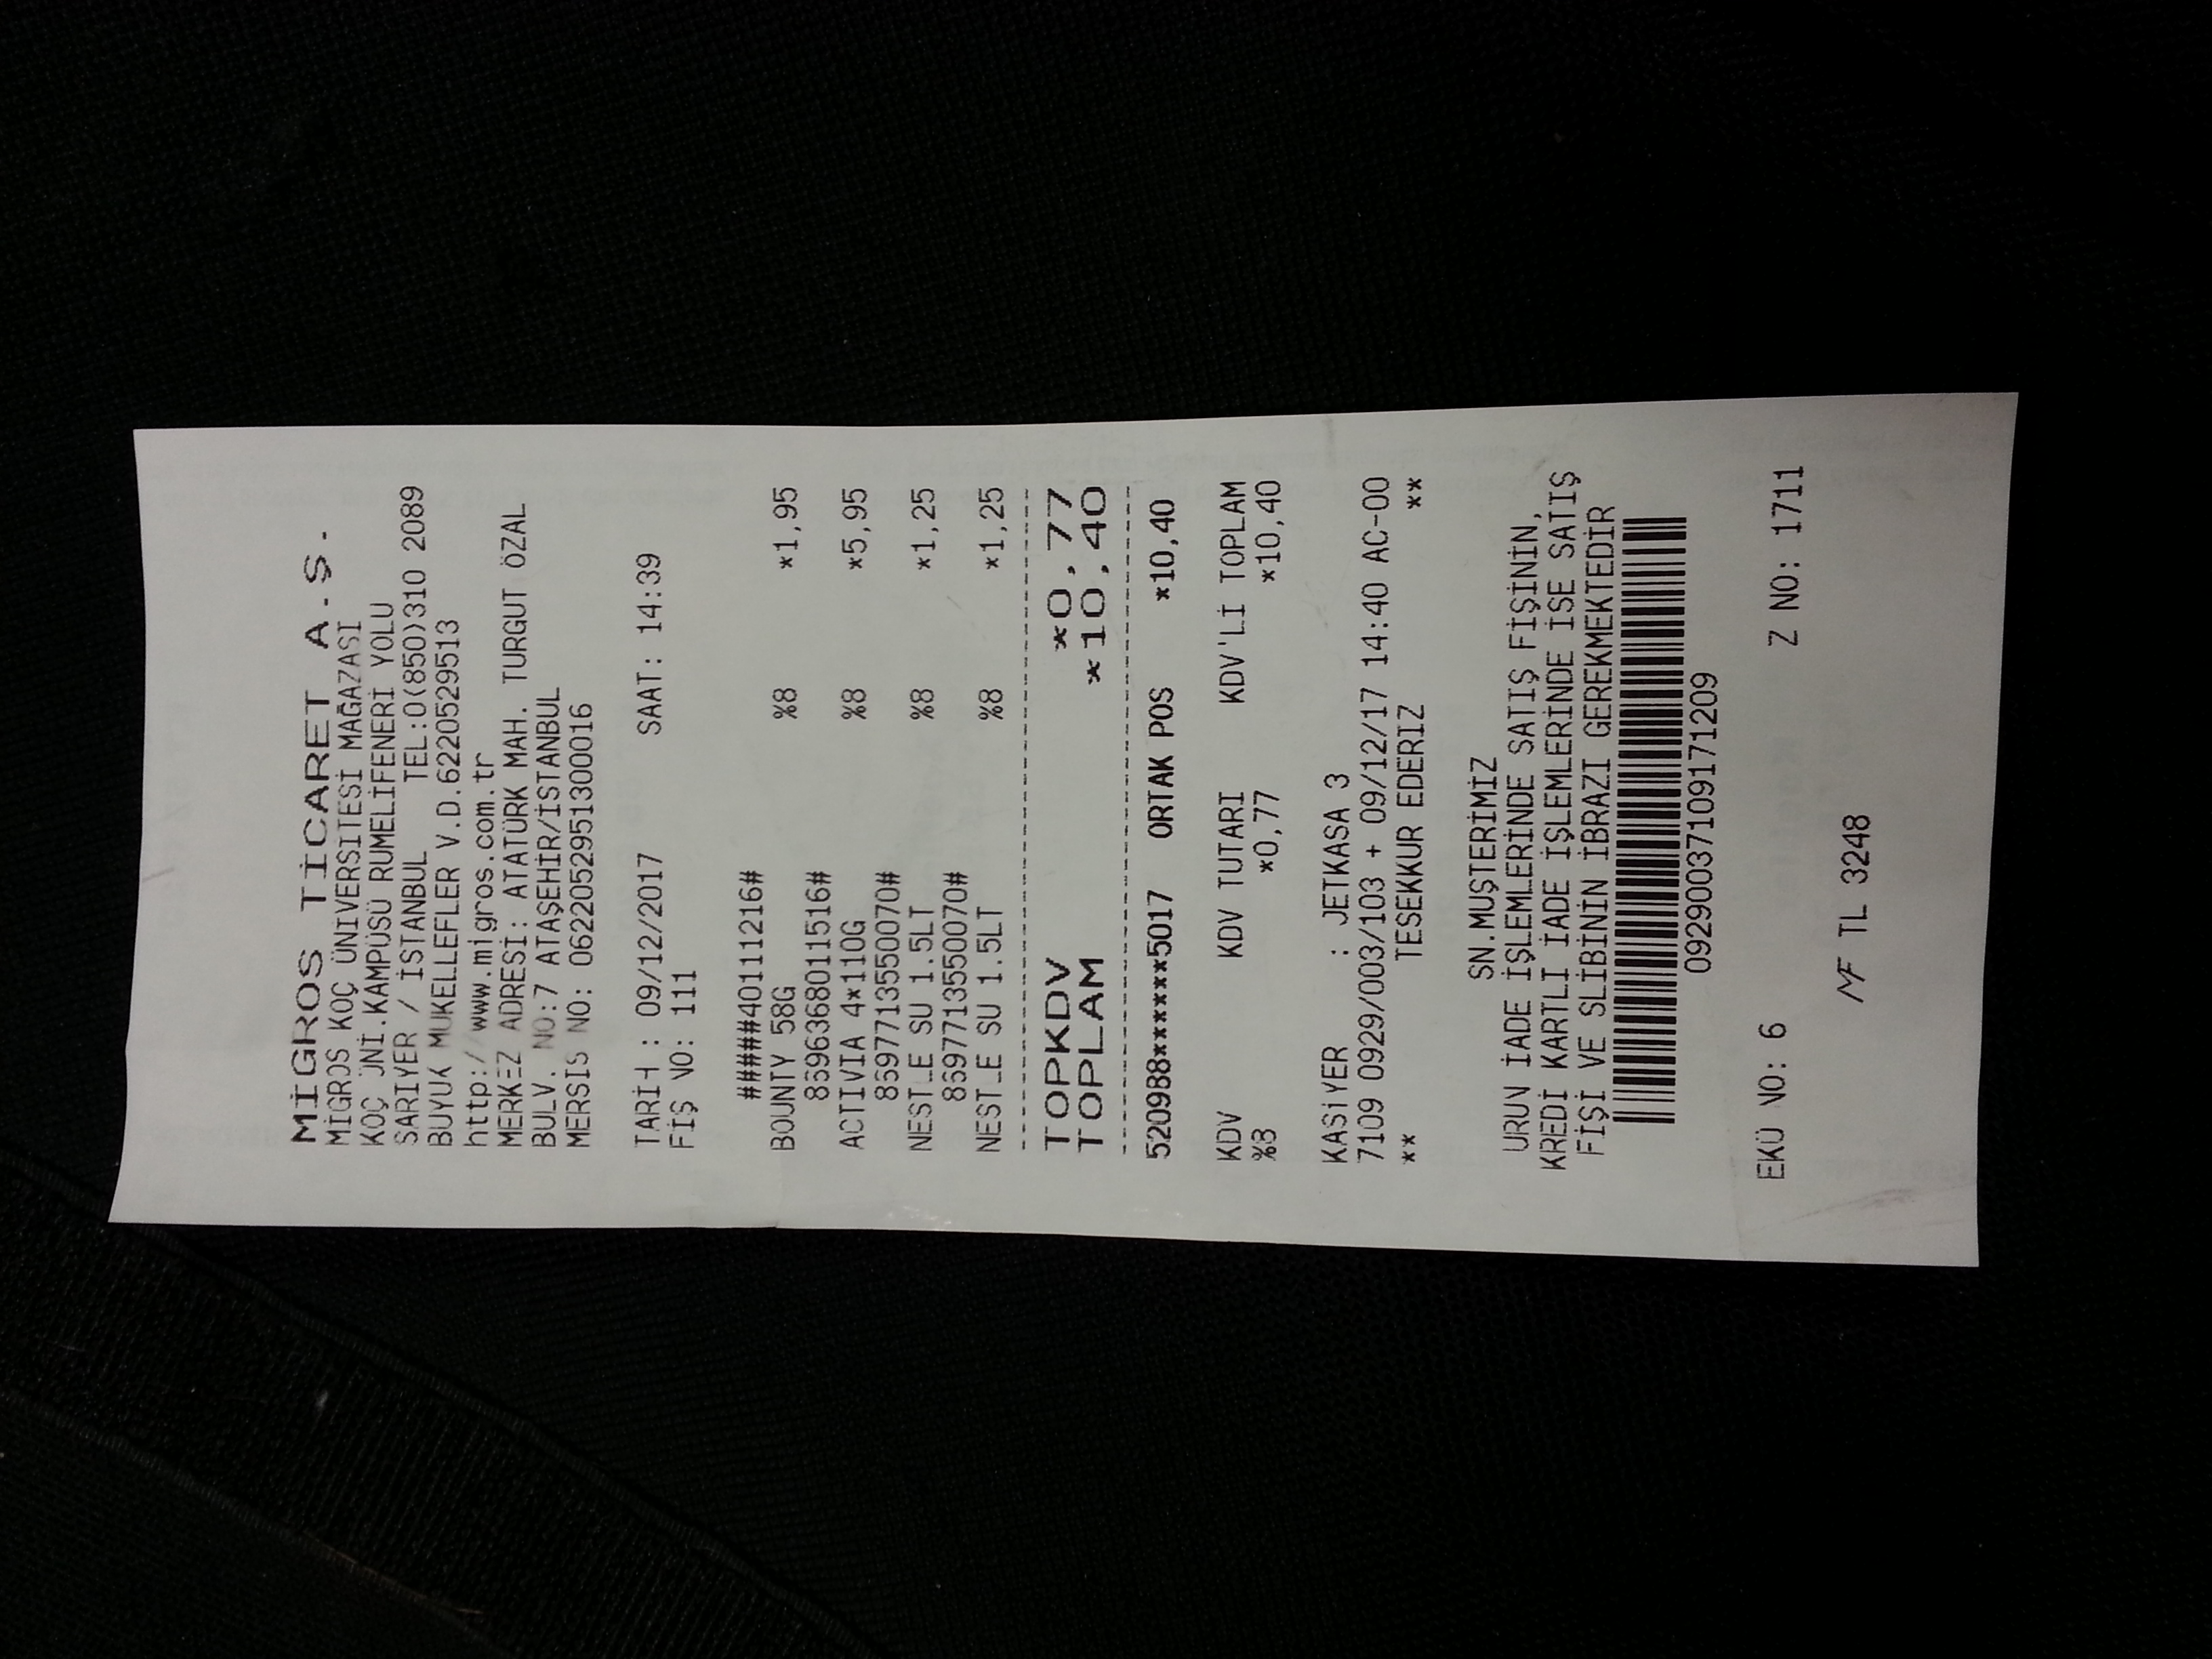 MİGROS TİCARET A.Ş.
MİGROS KOÇ ÜNİVERSİTESİ MAĞAZASI
KOÇ ÜNİ.KAMPÜSÜ RUMELİFENERİ YOLU
SARIYER / İSTANBUL TEL:0(850)310 2089
BUYUK MUKELLEFLER V.D.6220529513
http:/ www.migros.com.tr
MERKEZ ADRESİ: ATATÜRK MAH. TURGUT ÖZAL
BULV. NO:7 ATAŞEHİR/İSTANBUL
MERSIS NO: 0622052951300016
TARİH : 09/12/2017 SAAT: 14:39
FİŞ NO: 111
#####40111216#
BOUNTY 58G %8 *1,95
8696368011516#
ACTIVIA 4*110G %8 *5,95
8697713550070#
NESTLE SU 1.5LT %8 *1,25
8697713550070#
NESTLE SU 1.5LT %8 *1,25
TOPKDV *0,77
TOPLAM *10,40
520988******5017 ORTAK POS *10,40
KDV KDV TUTARI KDV'Lİ TOPLAM
%8 *0,77 *10,40
KASİYER : JETKASA 3
7109 0929/003/103 + 09/12/17 14:40 AC-00
** TESEKKUR EDERIZ **
SN.MUŞTERİMİZ
URUN İADE İŞLEMLERİNDE SATIŞ FİŞİNİN,
KREDİ KARTLI İADE İŞLEMLERİNDE İSE SATIŞ
FİŞİ VE SLİBİNİN İBRAZI GEREKMEKTEDİR
09290037109171209
EKÜ NO: 6 Z NO: 1711
MF TL 3248